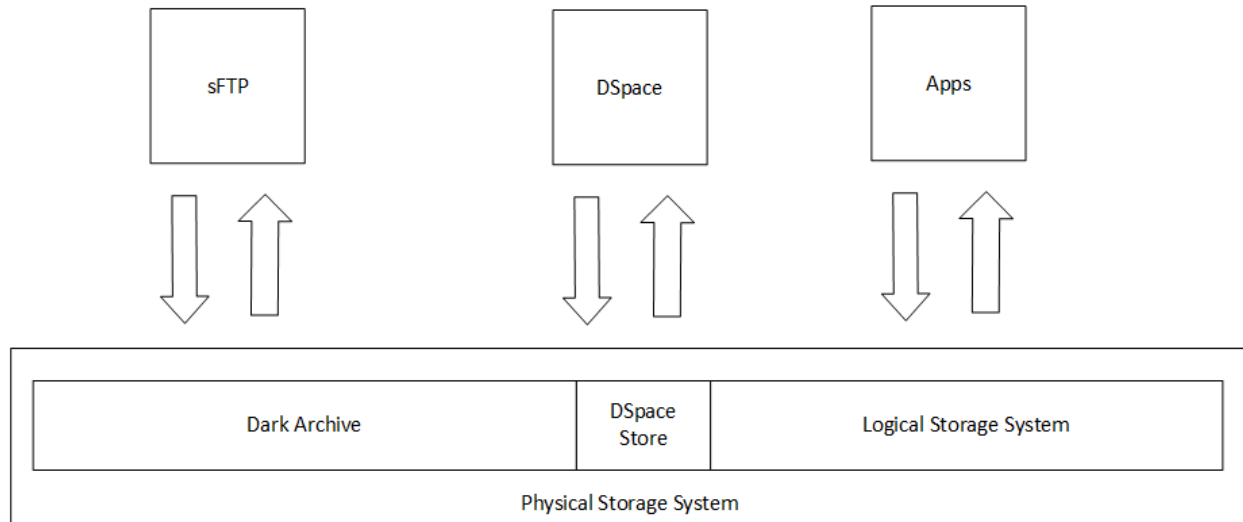 sFTP
DSpace
Apps
Dark Archive
DSpace
Store
Logical Storage System
Physical Storage System